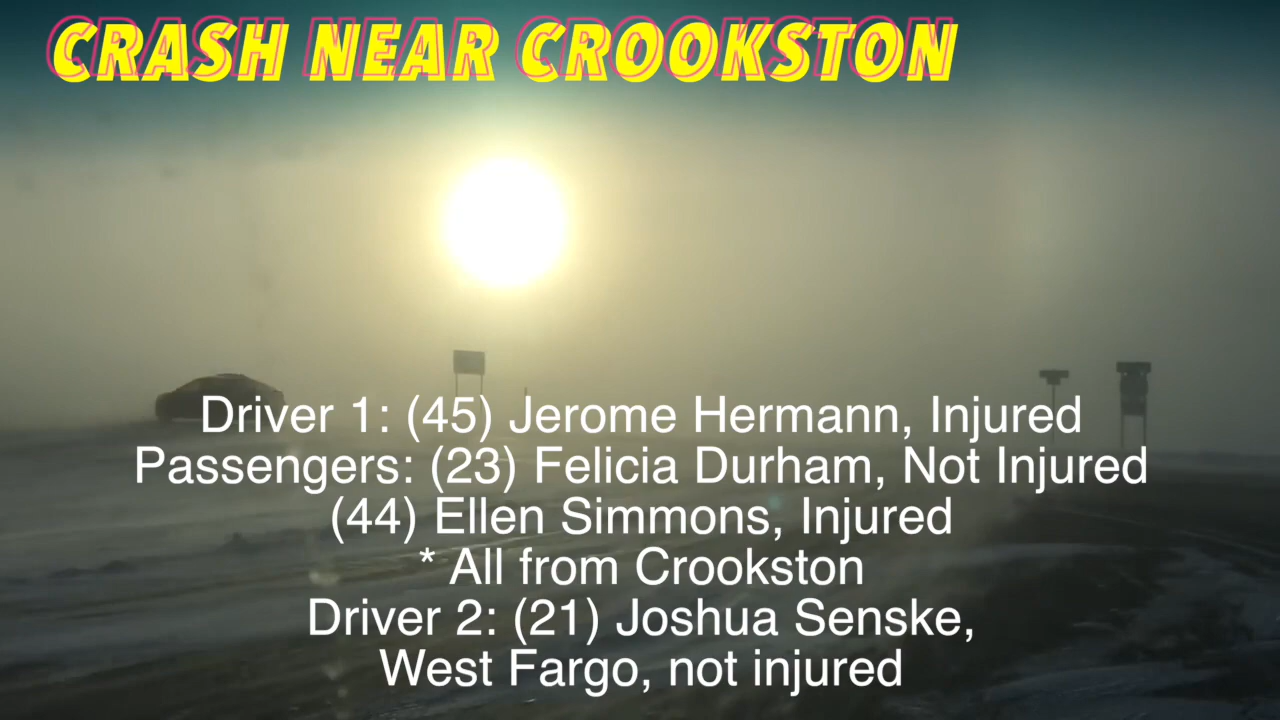 CRASH NEAR CROOKSTON
Driver 1: (45) Jerome Hermann, Injured
Passengers: (23) Felicia Durham, Not Injured
(44) Ellen Simmons, Injured
* All from Crookston
Driver 2: (21) Joshua Senske,
West Fargo, not injured